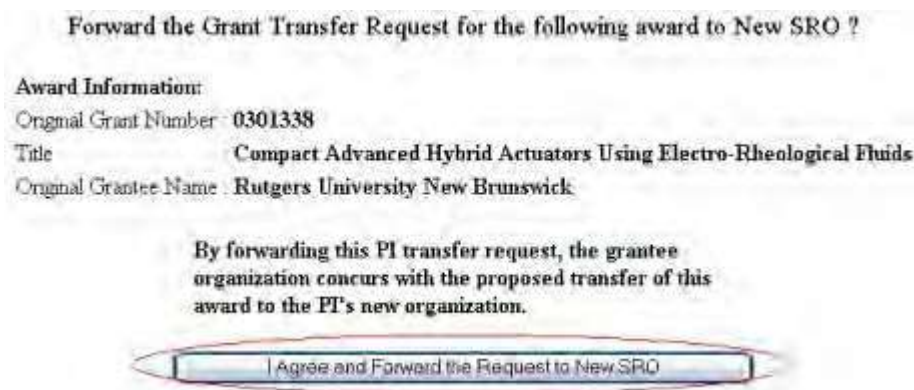 Forward the Grant Transfer Request for the following award to New SRO ?
Award Information:
Original Grant Number : 0301338
Title : Compact Advanced Hybrid Actuators Using Electro-Rheological Fluids
Original Grantee Name : Rutgers University New Brunswick
By forwarding this PI transfer request, the grantee
organization concurs with the proposed transfer of this
award to the PI's new organization.
I Agree and Forward the Request to New SRO